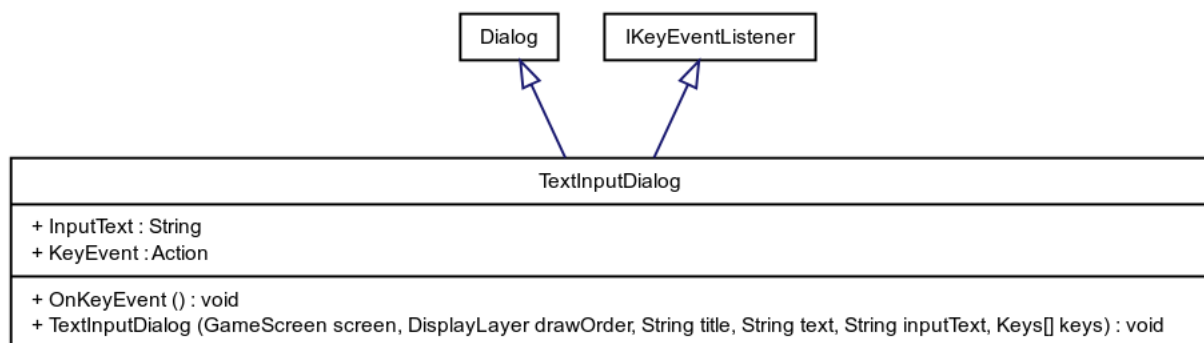 Dialog
IKeyEventListener
TextInputDialog
+ InputText : String
+ KeyEvent : Action
+ OnKeyEvent () : void
+ TextInputDialog (GameScreen screen, DisplayLayer drawOrder, String title, String text, String inputText, Keys[] keys) : void